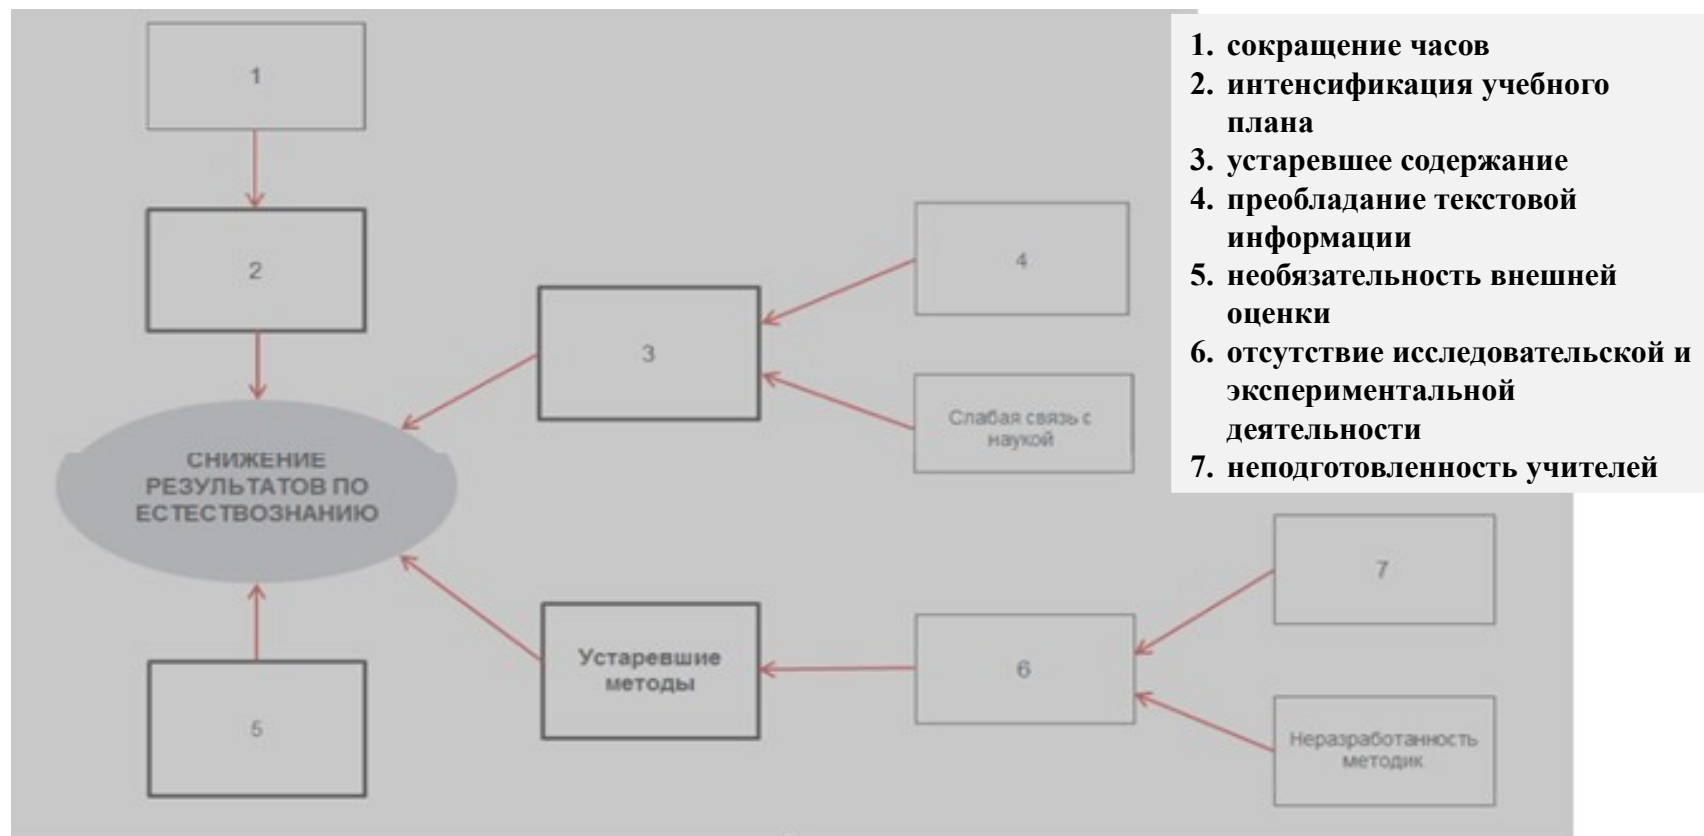 1
2
3
4
5
6
7
СНИЖЕНИЕ
РЕЗУЛЬТАТОВ ПО
ЕСТЕСТВОЗНАНИЮ
Слабая связь с
наукой
Устаревшие
методы
Неразработанность
методик
1. сокращение часов
2. интенсификация учебного
плана
3. устаревшее содержание
4. преобладание текстовой
информации
5. необязательность внешней
оценки
6. отсутствие исследовательской и
экспериментальной
деятельности
7. неподготовленность учителей